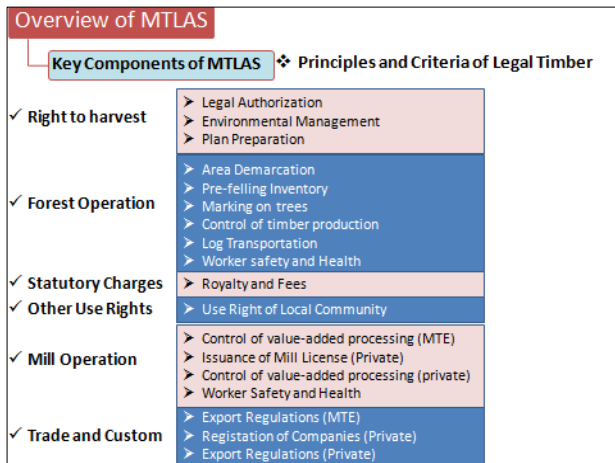 Overview of MTLAS
Key Components of MTLAS ❖ Principles and Criteria of Legal Timber
✓ Right to harvest
➤ Legal Authorization
➤ Environmental Management
➤ Plan Preparation
✓ Forest Operation
➤ Area Demarcation
➤ Pre-felling Inventory
➤ Marking on trees
➤ Control of timber production
➤ Log Transportation
➤ Worker safety and Health
✓ Statutory Charges
➤ Royalty and Fees
✓ Other Use Rights
➤ Use Right of Local Community
✓ Mill Operation
➤ Control of value-added processing (MTE)
➤ Issuance of Mill License (Private)
➤ Control of value-added processing (private)
➤ Worker Safety and Health
✓ Trade and Custom
➤ Export Regulations (MTE)
➤ Registation of Companies (Private)
➤ Export Regulations (Private)